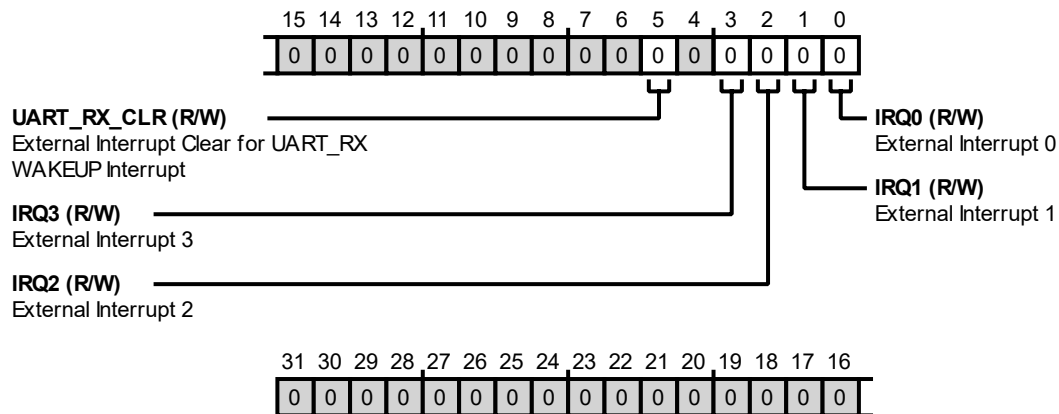 15 14 13 12 11 10 9 8 7 6 5 4 3 2 1 0
0 0 0 0 0 0 0 0 0 0 0 0 0 0 0 0
UART_RX_CLR (R/W)
External Interrupt Clear for UART_RX
WAKEUP Interrupt
IRQ3 (R/W)
External Interrupt 3
IRQ2 (R/W)
External Interrupt 2
IRQ0 (R/W)
External Interrupt 0
IRQ1 (R/W)
External Interrupt 1
31 30 29 28 27 26 25 24 23 22 21 20 19 18 17 16
0 0 0 0 0 0 0 0 0 0 0 0 0 0 0 0